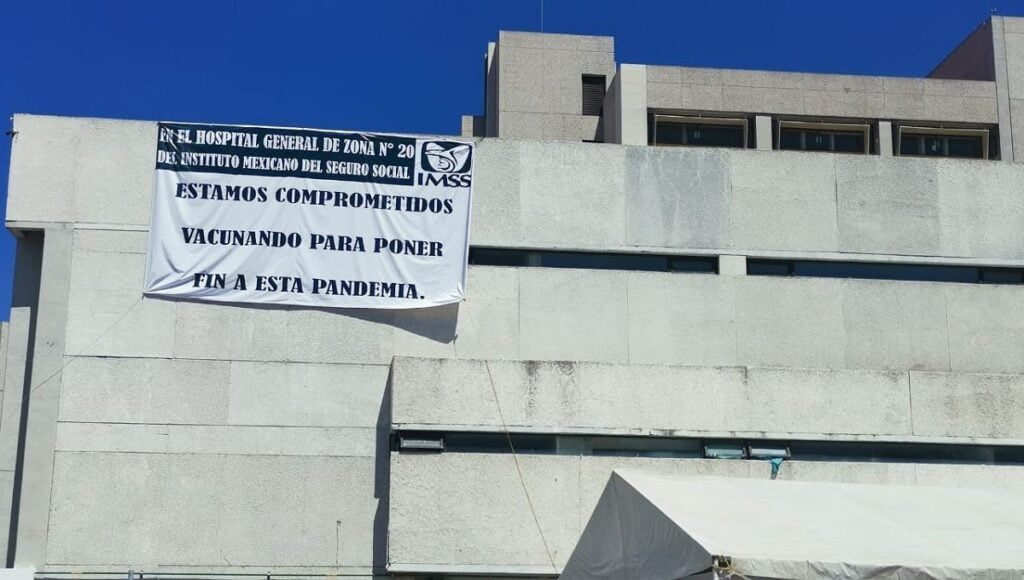 EN EL HOSPITAL GENERAL DE ZONA N° 20
DEL INSTITUTO MEXICANO DEL SEGURO SOCIAL
IMSS
ESTAMOS COMPROMETIDOS
VACUNANDO PARA PONER
FIN A ESTA PANDEMIA.